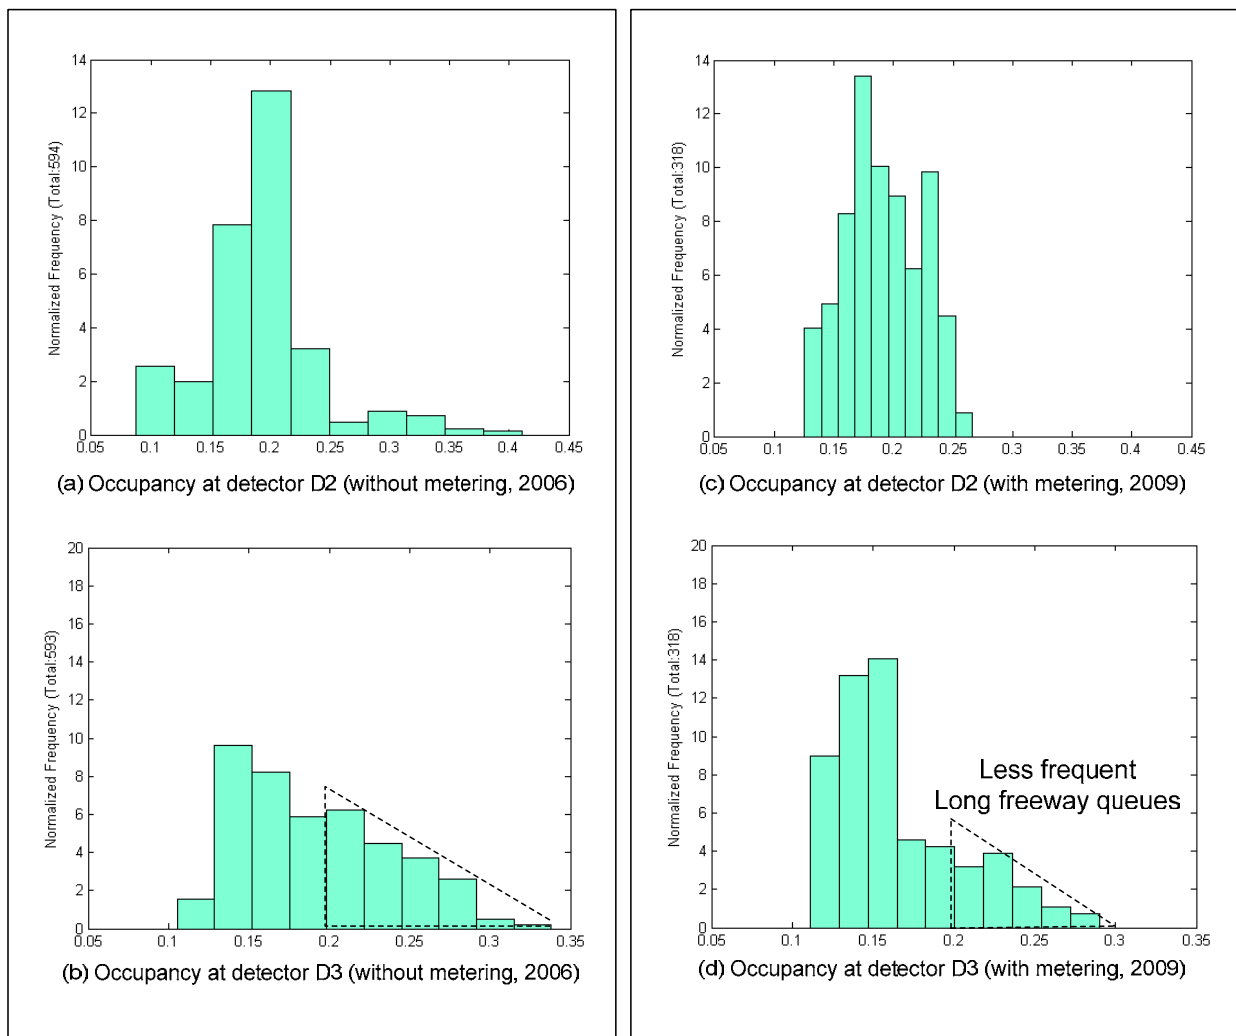 14
12
10
8
6
4
2
0
Normalized Frequency (Total:594)
0.05 0.1 0.15 0.2 0.25 0.3 0.35 0.4 0.45
(a) Occupancy at detector D2 (without metering, 2006)
20
18
16
14
12
10
8
6
4
2
0
Normalized Frequency (Total:593)
0.05 0.1 0.15 0.2 0.25 0.3 0.35
(b) Occupancy at detector D3 (without metering, 2006)
14
12
10
8
6
4
2
0
Normalized Frequency (Total:318)
0.05 0.1 0.15 0.2 0.25 0.3 0.35 0.4 0.45
(c) Occupancy at detector D2 (with metering, 2009)
20
18
16
14
12
10
8
6
4
2
0
Normalized Frequency (Total:318)
Less frequent
Long freeway queues
0.05 0.1 0.15 0.2 0.25 0.3 0.35
(d) Occupancy at detector D3 (with metering, 2009)